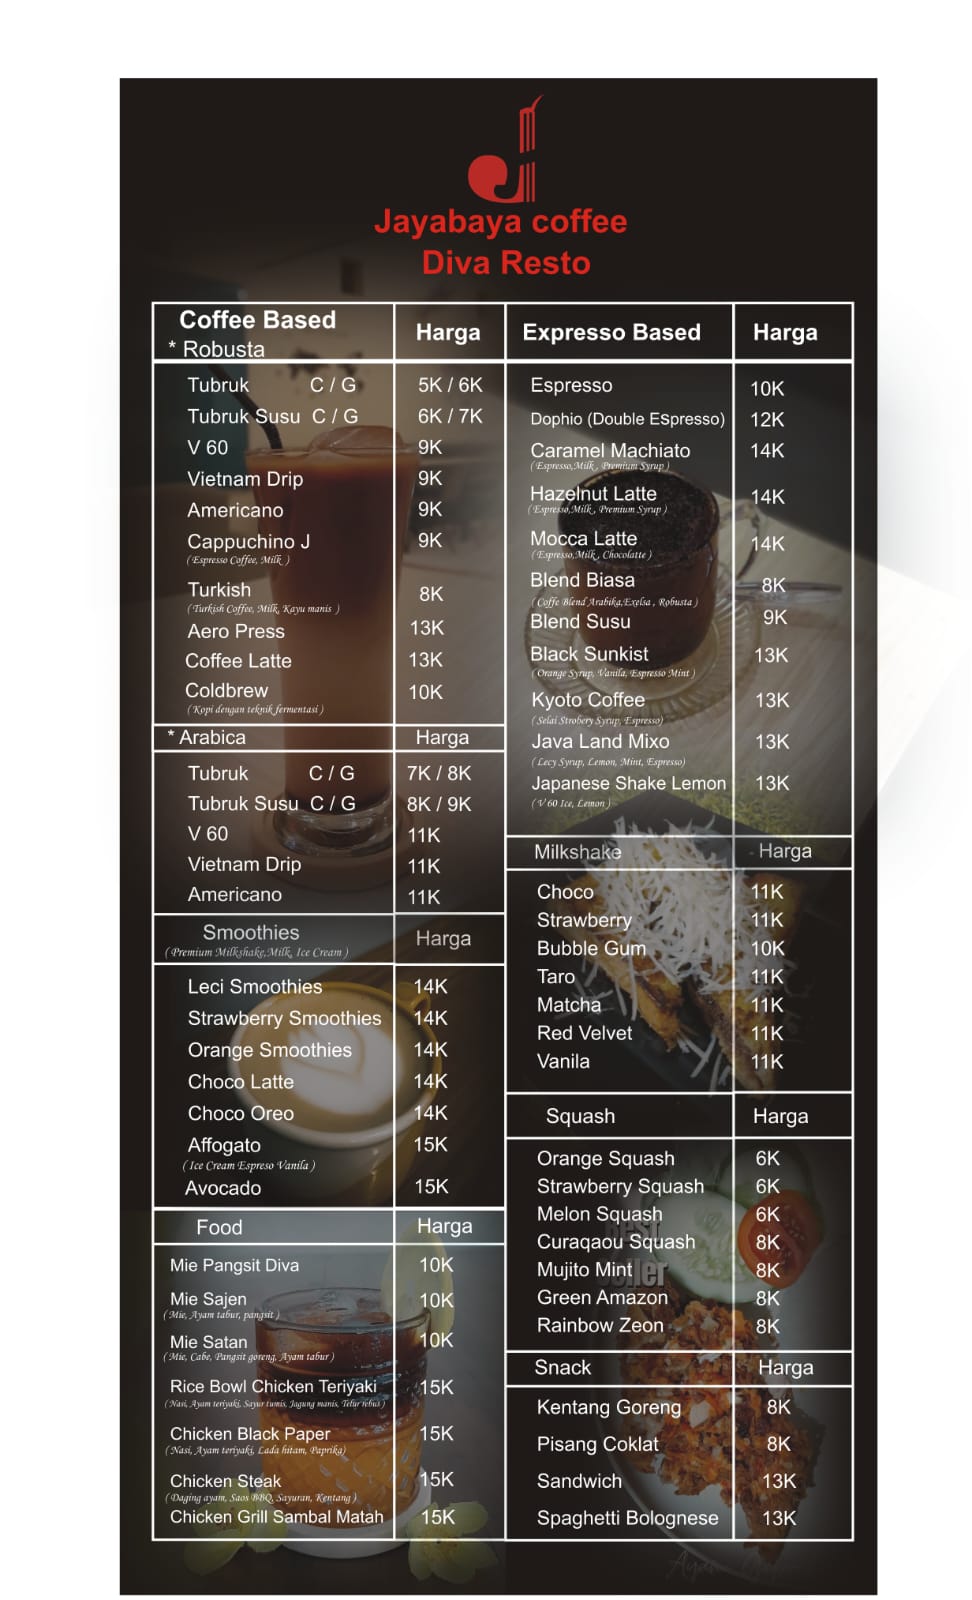 Jayabaya coffee
Diva Resto
Coffee Based Harga
* Robusta
Tubruk C / G 5K / 6K
Tubruk Susu C / G 6K / 7K
V 60 9K
Vietnam Drip 9K
Americano 9K
Cappuchino J 9K
( Espresso Coffee, Milk )
Turkish 8K
( Turkish Coffee, Milk, Kayu manis )
Aero Press 13K
Coffee Latte 13K
Coldbrew 10K
( Kopi dengan teknik fermentasi )
* Arabica Harga
Tubruk C / G 7K / 8K
Tubruk Susu C / G 8K / 9K
V 60 11K
Vietnam Drip 11K
Americano 11K
Smoothies Harga
( Premium Milkshake,Milk, Ice Cream )
Leci Smoothies 14K
Strawberry Smoothies 14K
Orange Smoothies 14K
Choco Latte 14K
Choco Oreo 14K
Affogato 15K
( Ice Cream Espreso Vanila )
Avocado 15K
Food Harga
Mie Pangsit Diva 10K
Mie Sajen 10K
( Mie, Ayam tabur, pangsit )
Mie Satan 10K
( Mie, Cabe, Pangsit goreng, Ayam tabur )
Rice Bowl Chicken Teriyaki 15K
( Nasi, Ayam teriyaki, Sayur tumis, Jagung manis, Telur rebus )
Chicken Black Paper 15K
( Nasi, Ayam teriyaki, Lada hitam, Paprika)
Chicken Steak 15K
( Daging ayam, Saos BBQ, Sayuran, Kentang )
Chicken Grill Sambal Matah 15K
Expresso Based Harga
Espresso 10K
Dophio (Double ESpresso) 12K
Caramel Machiato 14K
( Espresso,Milk , Premium Syrup )
Hazelnut Latte 14K
( Espresso,Milk , Premium Syrup )
Mocca Latte 14K
( Espresso,Milk , Chocolatte )
Blend Biasa 8K
( Coffe Blend Arabika,Exelsa , Robusta )
Blend Susu 9K
Black Sunkist 13K
( Orange Syrup, Vanila, Espresso Mint )
Kyoto Coffee 13K
( Selai Strobery Syrup, Espresso)
Java Land Mixo 13K
( Lecy Syrup, Lemon, Mint, Espresso)
Japanese Shake Lemon 13K
( V 60 Ice, Lemon )
Milkshake Harga
Choco 11K
Strawberry 11K
Bubble Gum 10K
Taro 11K
Matcha 11K
Red Velvet 11K
Vanila 11K
Squash Harga
Orange Squash 6K
Strawberry Squash 6K
Melon Squash 6K
Curaqaou Squash 8K
Mujito Mint 8K
Green Amazon 8K
Rainbow Zeon 8K
best
seller
Snack Harga
Kentang Goreng 8K
Pisang Coklat 8K
Sandwich 13K
Spaghetti Bolognese 13K
Ayam